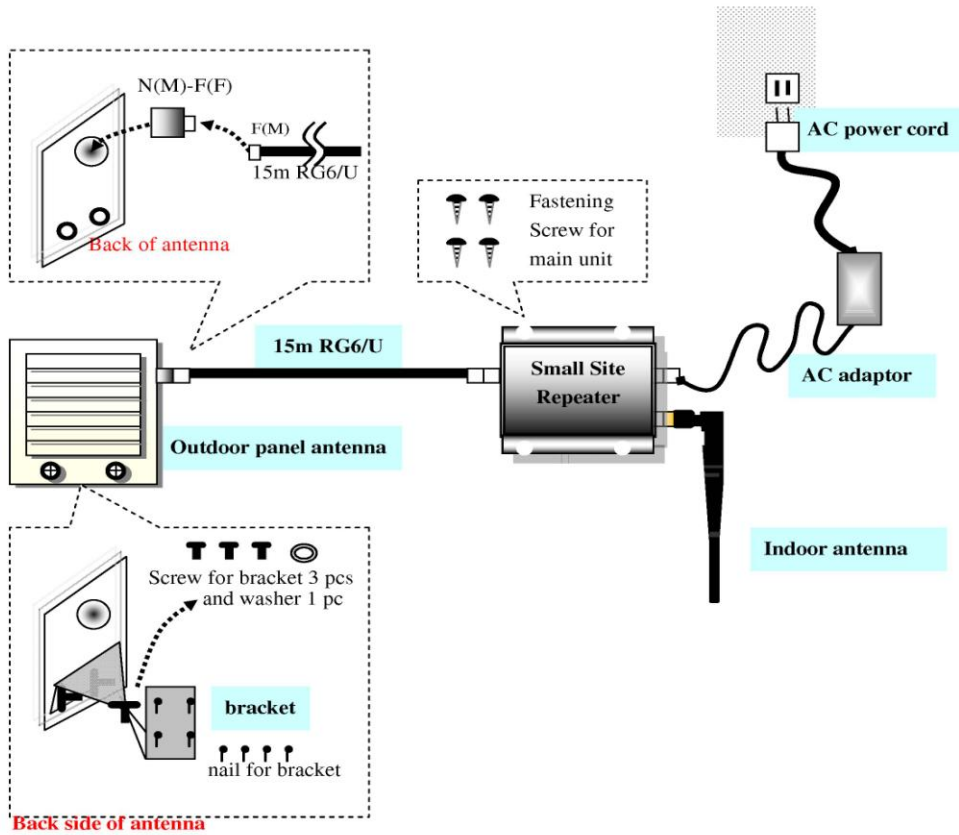 N(M)-F(F)
F(M)
15m RG6/U
Back of antenna
Fastening
Screw for
main unit
AC power cord
15m RG6/U
Small Site
Repeater
AC adaptor
Outdoor panel antenna
Indoor antenna
Screw for bracket 3 pcs
and washer 1 pc
bracket
nail for bracket
Back side of antenna